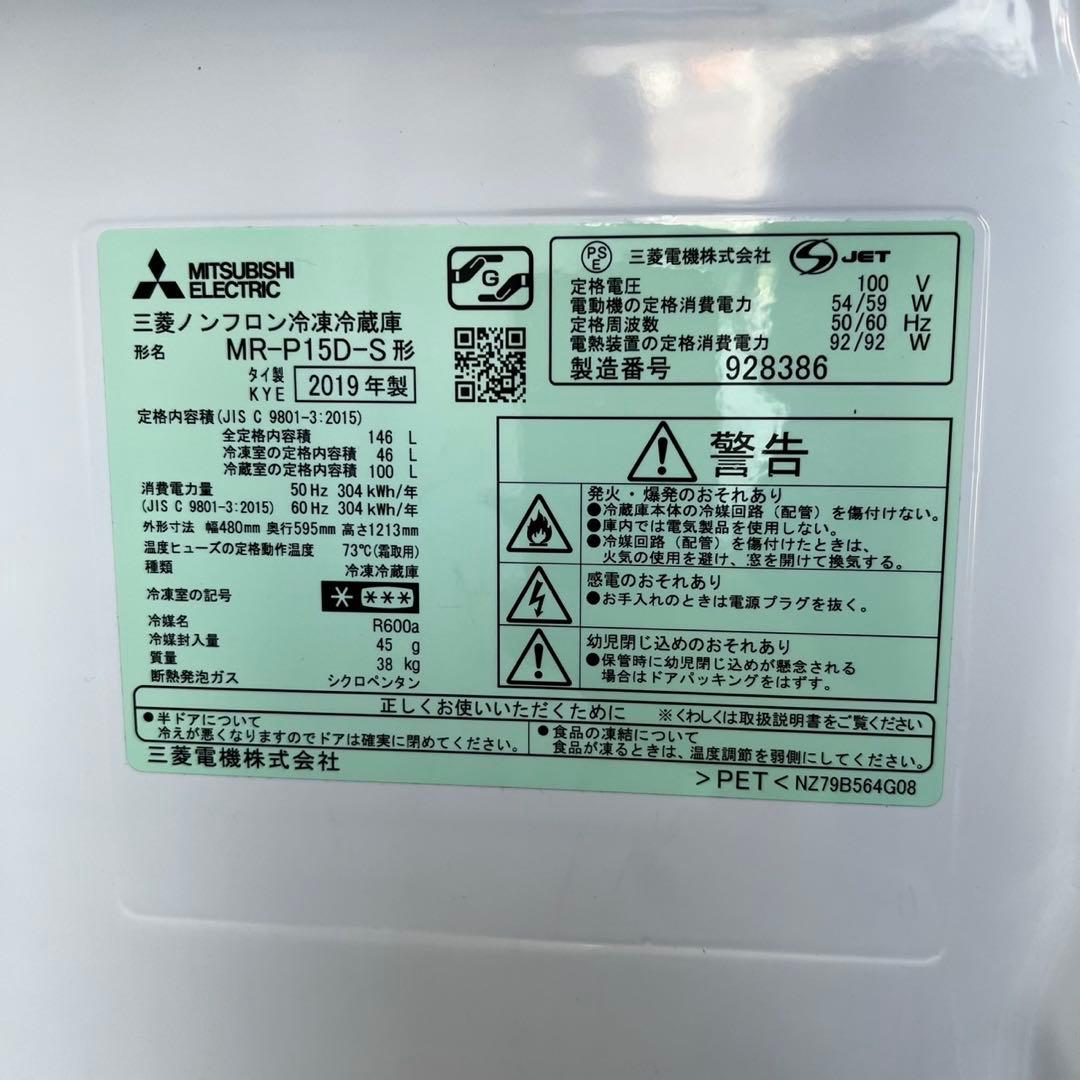 MITSUBISHI
ELECTRIC
G
三菱ノンフロン冷凍冷蔵庫
形名 MR-P15D-S形
タイ製
KYE 2019年製
定格内容積(JIS C 9801-3:2015)
全定格内容積 146 L
冷凍室の定格内容積 46 L
冷蔵室の定格内容積 100 L
消費電力量 50Hz 304kWh/年
(JIS C 9801-3:2015) 60Hz 304kWh/年
外形寸法 幅480mm 奥行595mm 高さ1213mm
温度ヒューズの定格動作温度 73℃(霜取用)
種類 冷凍冷蔵庫
冷凍室の記号 * ***
冷媒名 R600a
冷媒封入量 45 g
質量 38 kg
断熱発泡ガス シクロペンタン
PS
E 三菱電機株式会社 S JET
定格電圧 100 V
電動機の定格消費電力 54/59 W
定格周波数 50/60 Hz
電熱装置の定格消費電力 92/92 W
製造番号 928386
警告
発火・爆発のおそれあり
●冷蔵庫本体の冷媒回路(配管)を傷付けない。
●庫内では電気製品を使用しない。
●冷媒回路(配管)を傷付けたときは、
火気の使用を避け、窓を開けて換気する。
感電のおそれあり
●お手入れのときは電源プラグを抜く。
幼児閉じ込めのおそれあり
●保管時に幼児閉じ込めが懸念される
場合はドアパッキングをはずす。
正しくお使いいただくために ※くわしくは取扱説明書をご覧ください
●半ドアについて
冷えが悪くなりますのでドアは確実に閉めてください。
●食品の凍結について
食品が凍るときは、温度調節を弱側にしてください。
三菱電機株式会社
>PET< NZ79B564G08